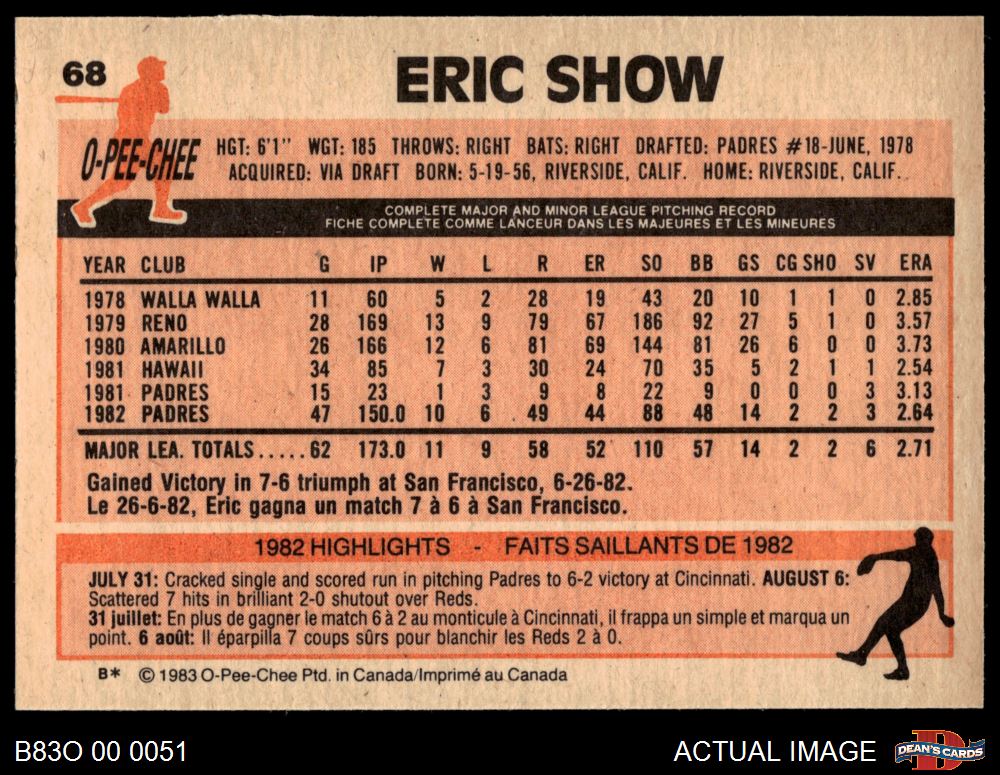 68
ERIC SHOW
O-PEE-CHEE
HGT: 6'1" WGT: 185 THROWS: RIGHT BATS: RIGHT DRAFTED: PADRES #18-JUNE, 1978
ACQUIRED: VIA DRAFT BORN: 5-19-56, RIVERSIDE, CALIF. HOME: RIVERSIDE, CALIF.
COMPLETE MAJOR AND MINOR LEAGUE PITCHING RECORD
FICHE COMPLETE COMME LANCEUR DANS LES MAJEURES ET LES MINEURES
YEAR CLUB G IP W L R ER SO BB GS CG SHO SV ERA
1978 WALLA WALLA 11 60 5 2 28 19 43 20 10 1 1 0 2.85
1979 RENO 28 169 13 9 79 67 186 92 27 5 1 0 3.57
1980 AMARILLO 26 166 12 6 81 69 144 81 26 6 0 0 3.73
1981 HAWAII 34 85 7 3 30 24 70 35 5 2 1 1 2.54
1981 PADRES 15 23 1 3 9 8 22 9 0 0 0 3 3.13
1982 PADRES 47 150.0 10 6 49 44 88 48 14 2 2 3 2.64
MAJOR LEA. TOTALS.....62 173.0 11 9 58 52 110 57 14 2 2 6 2.71
Gained Victory in 7-6 triumph at San Francisco, 6-26-82.
Le 26-6-82, Eric gagna un match 7 à 6 à San Francisco.
1982 HIGHLIGHTS - FAITS SAILLANTS DE 1982
JULY 31: Cracked single and scored run in pitching Padres to 6-2 victory at Cincinnati. AUGUST 6:
Scattered 7 hits in brilliant 2-0 shutout over Reds.
31 juillet: En plus de gagner le match 6 à 2 au monticule à Cincinnati, il frappa un simple et marqua un
point. 6 août: Il éparpilla 7 coups sûrs pour blanchir les Reds 2 à 0.
B* © 1983 O-Pee-Chee Ptd. in Canada/Imprimé au Canada
B83O 00 0051
ACTUAL IMAGE
DEAN'S CARDS